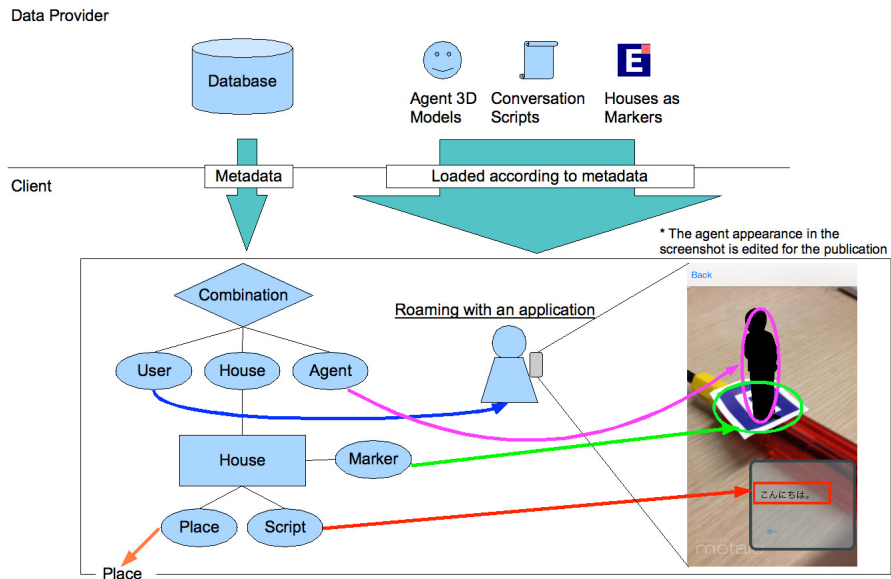 Data Provider
Database
Agent 3D
Models
Conversation
Scripts
E
Houses as
Markers
Metadata
Loaded according to metadata
Client
* The agent appearance in the
screenshot is edited for the publication
Combination
Roaming with an application
Back
User
House
Agent
House
Marker
Place
Script
こんにちは。
metaio
Place